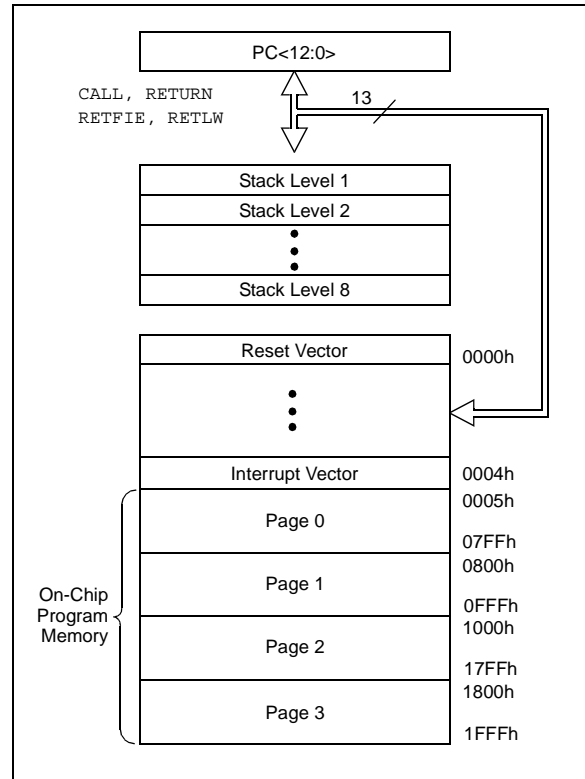 PC<12:0>
CALL, RETURN
RETFIE, RETLW
13
Stack Level 1
Stack Level 2
Stack Level 8
Reset Vector
0000h
Interrupt Vector
0004h
0005h
Page 0
07FFh
0800h
Page 1
0FFFh
On-Chip
Program
Memory
1000h
Page 2
17FFh
1800h
Page 3
1FFFh